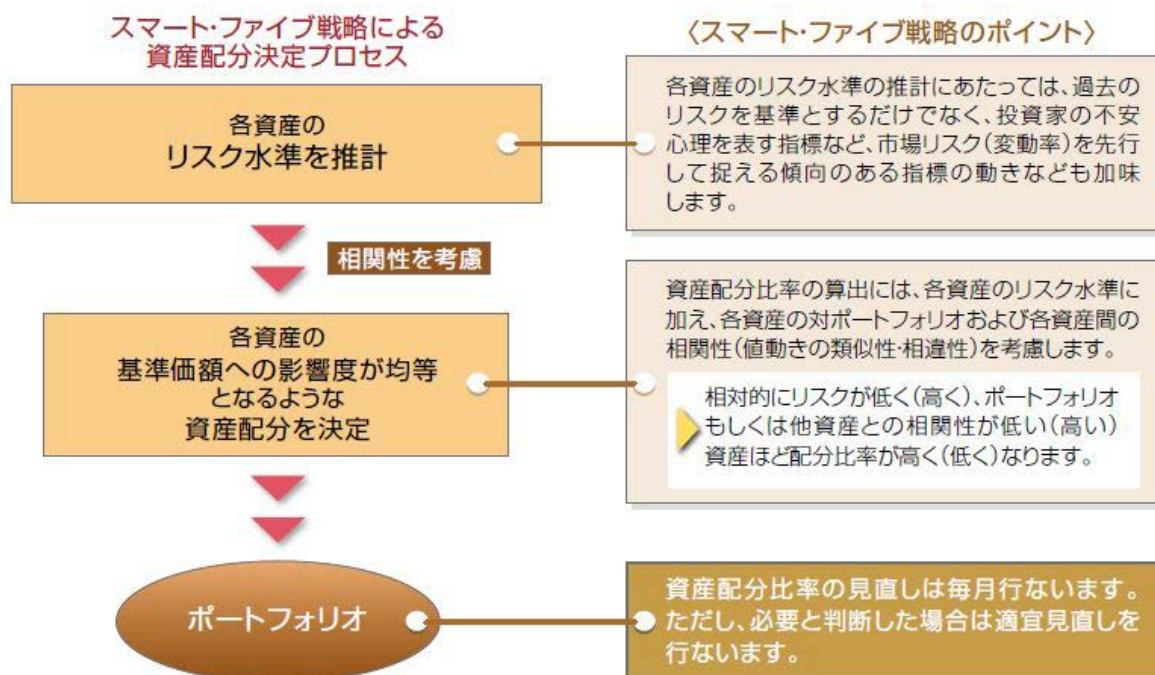 スマート・ファイブ戦略による
資産配分決定プロセス
各資産の
リスク水準を推計
相関性を考慮
各資産の
基準価額への影響度が均等
となるような
資産配分を決定
ポートフォリオ
〈スマート・ファイブ戦略のポイント〉
各資産のリスク水準の推計にあたっては、過去の
リスクを基準とするだけでなく、投資家の不安
心理を表す指標など、市場リスク(変動率)を先行
して捉える傾向のある指標の動きなども加味
します。
資産配分比率の算出には、各資産のリスク水準に
加え、各資産の対ポートフォリオおよび各資産間の
相関性(値動きの類似性・相違性)を考慮します。
相対的にリスクが低く(高く)、ポートフォリオ
もしくは他資産との相関性が低い(高い)
資産ほど配分比率が高く(低く)なります。
資産配分比率の見直しは毎月行ないます。
ただし、必要と判断した場合は適宜見直しを
行ないます。